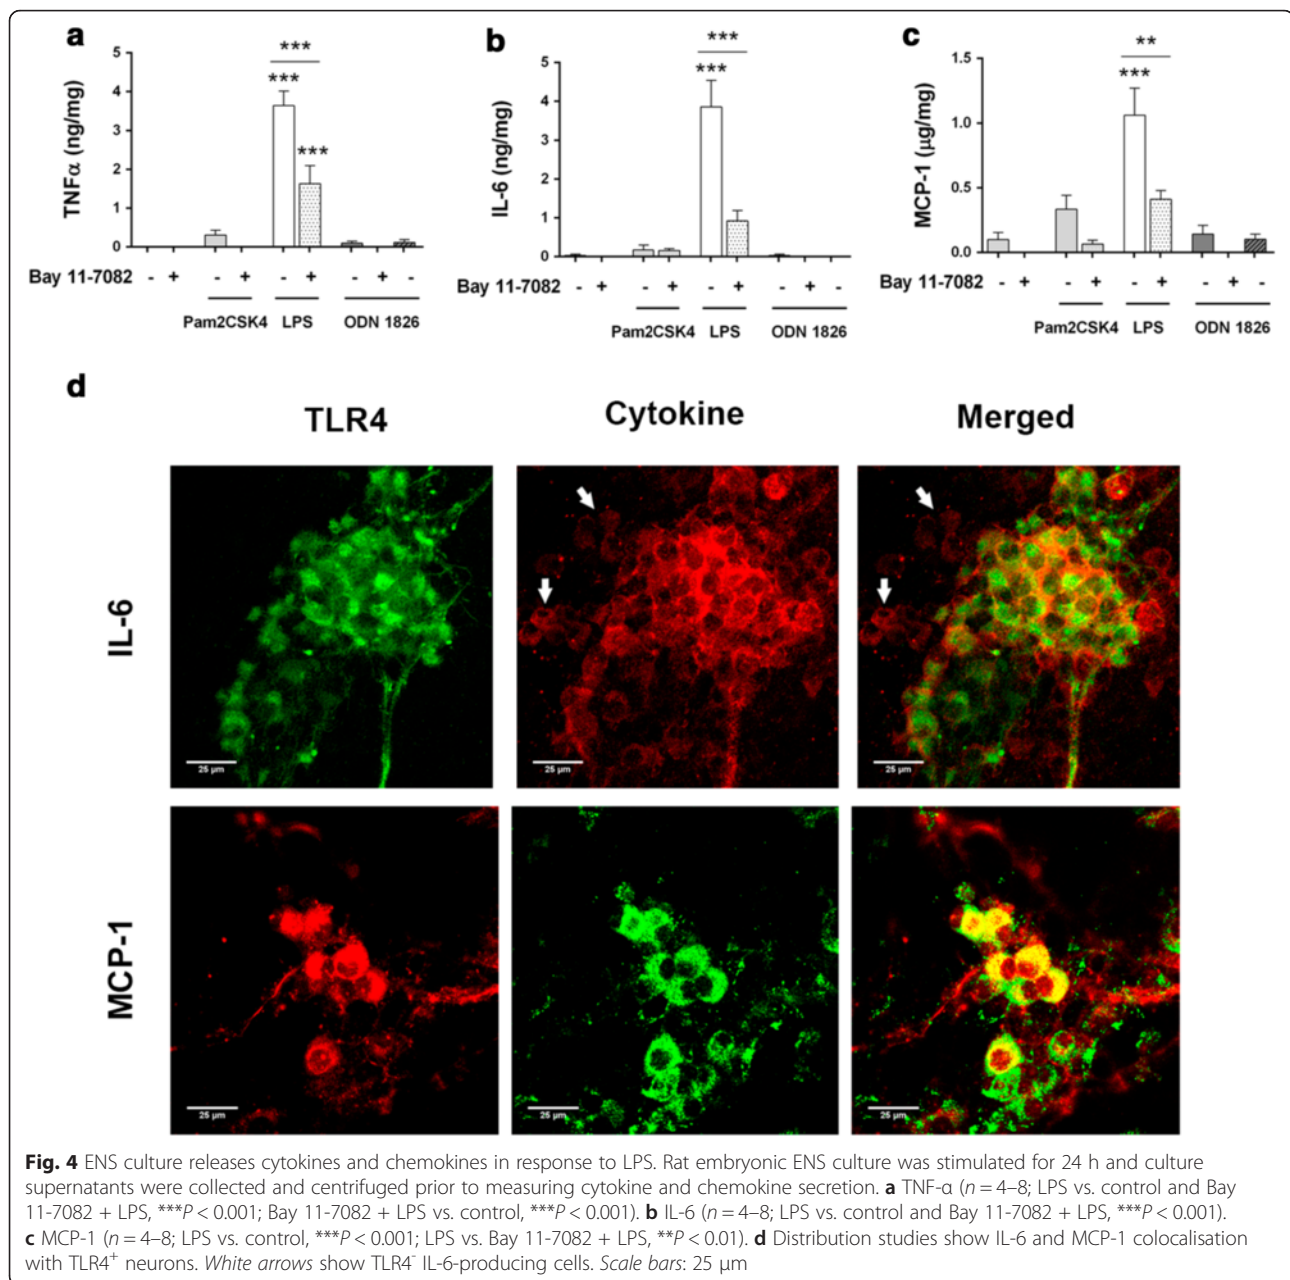 a
***
***
***
TNFα (ng/mg)
5
4
3
2
1
0
Bay 11-7082 - + - + - + - + -
Pam2CSK4 LPS ODN 1826
b
***
***
IL-6 (ng/mg)
5
4
3
2
1
0
Bay 11-7082 - + - + - + - + -
Pam2CSK4 LPS ODN 1826
c
**
***
MCP-1 (µg/mg)
1.5
1.0
0.5
0.0
Bay 11-7082 - + - + - + - + -
Pam2CSK4 LPS ODN 1826
d
TLR4 Cytokine Merged
IL-6
25 µm 25 µm 25 µm
MCP-1
25 µm 25 µm 25 µm
Fig. 4 ENS culture releases cytokines and chemokines in response to LPS. Rat embryonic ENS culture was stimulated for 24 h and culture
supernatants were collected and centrifuged prior to measuring cytokine and chemokine secretion. a TNF-α (n = 4–8; LPS vs. control and Bay
11-7082 + LPS, ***P < 0.001; Bay 11-7082 + LPS vs. control, ***P < 0.001). b IL-6 (n = 4–8; LPS vs. control and Bay 11-7082 + LPS, ***P < 0.001).
c MCP-1 (n = 4–8; LPS vs. control, ***P < 0.001; LPS vs. Bay 11-7082 + LPS, **P < 0.01). d Distribution studies show IL-6 and MCP-1 colocalisation
with TLR4⁺ neurons. White arrows show TLR4⁻ IL-6-producing cells. Scale bars: 25 µm